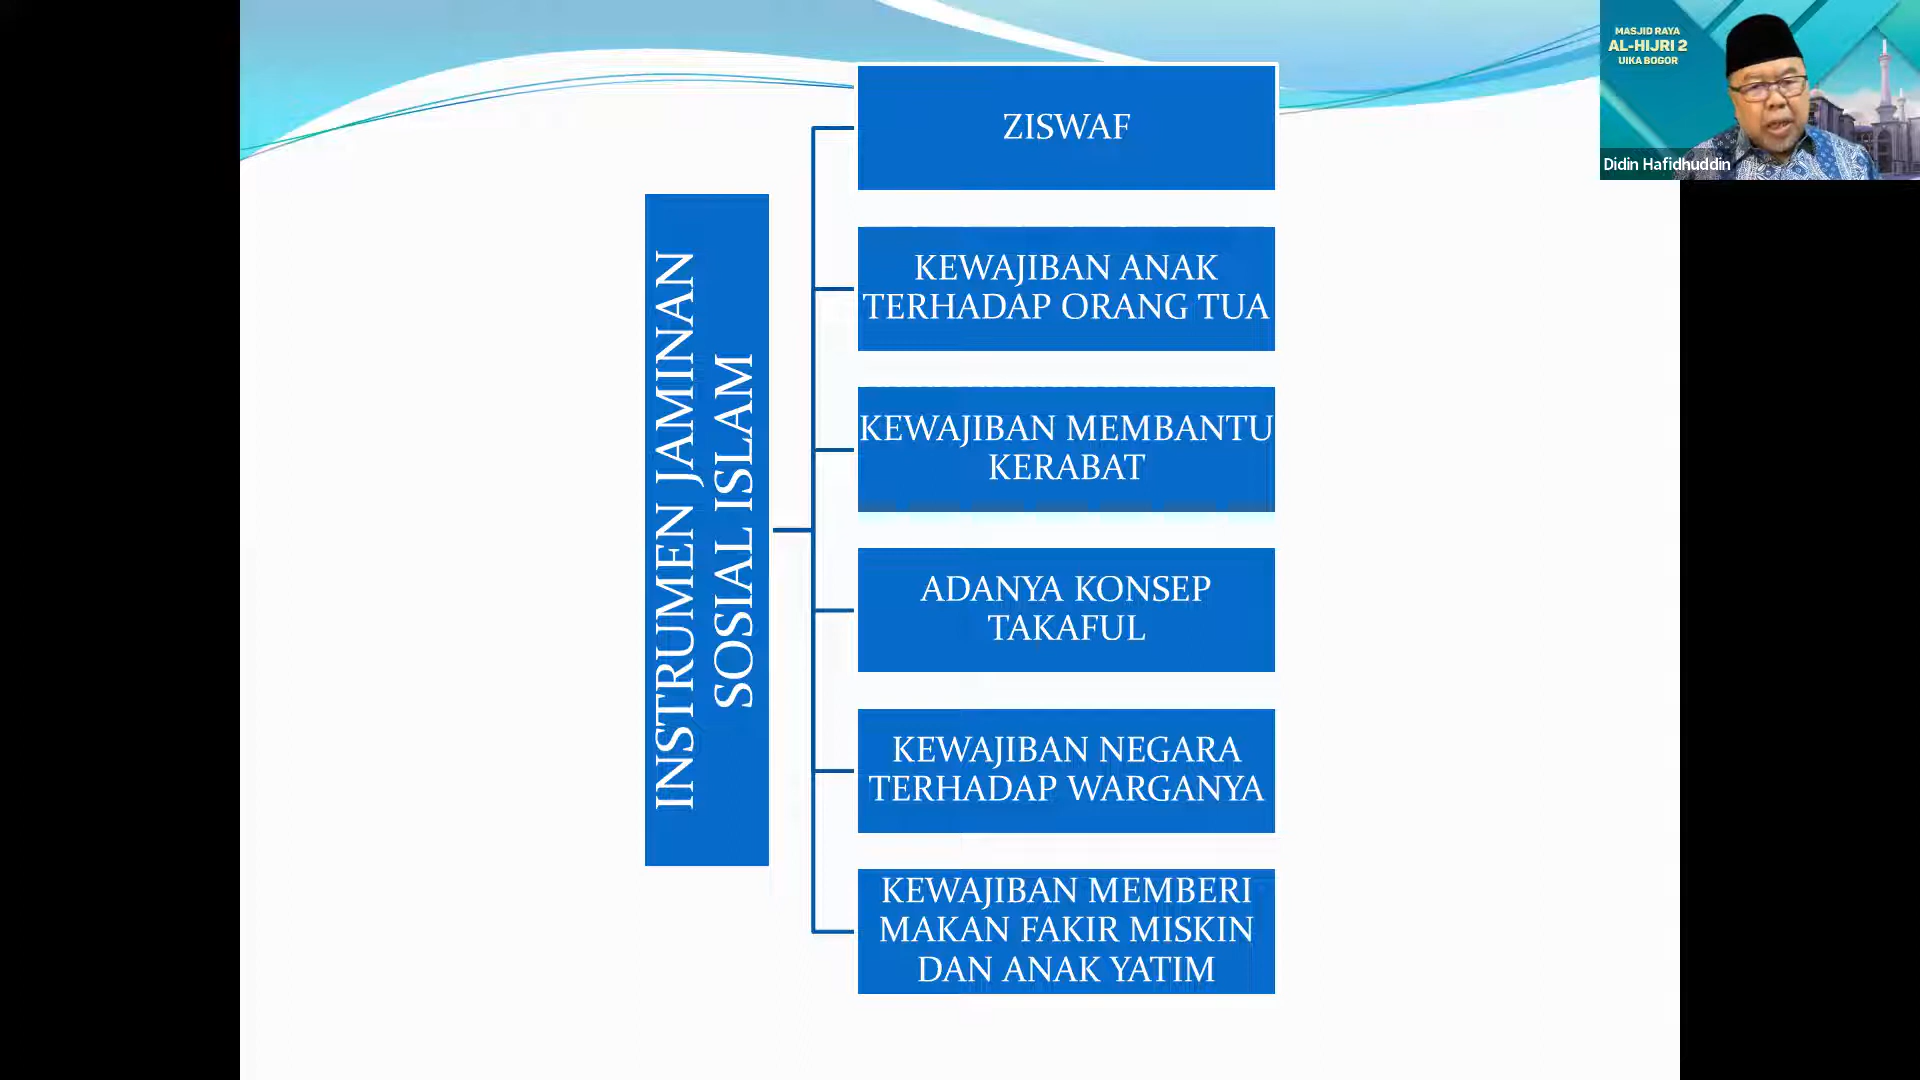 INSTRUMEN JAMINAN
SOSIAL ISLAM
ZISWAF
KEWAJIBAN ANAK
TERHADAP ORANG TUA
KEWAJIBAN MEMBANTU
KERABAT
ADANYA KONSEP
TAKAFUL
KEWAJIBAN NEGARA
TERHADAP WARGANYA
KEWAJIBAN MEMBERI
MAKAN FAKIR MISKIN
DAN ANAK YATIM
MASJID RAYA
AL-HIJRI 2
UIKA BOGOR
Didin Hafidhuddin